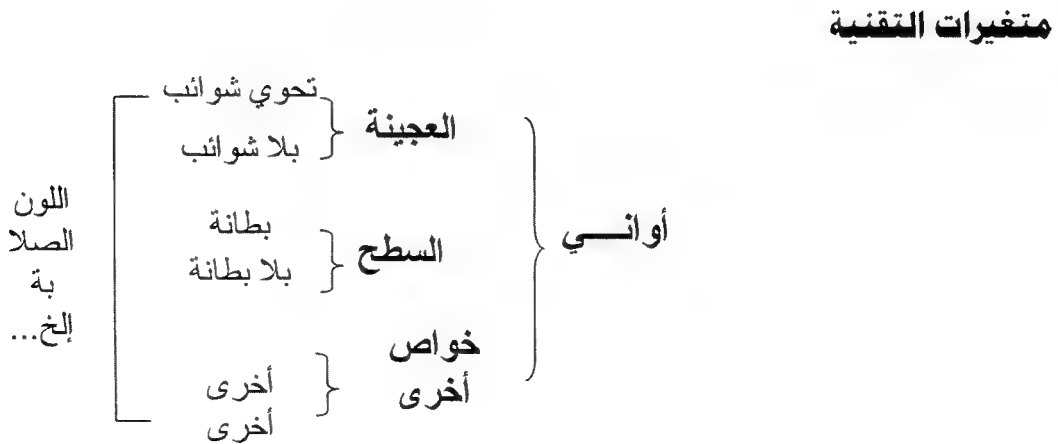 متغيرات التقنية
أواني
العجينة
تحوي شوائب
بلا شوائب
السطح
بطانة
بلا بطانة
خواص
أخرى
أخرى
أخرى
اللون
الصلا
بة
إلخ...